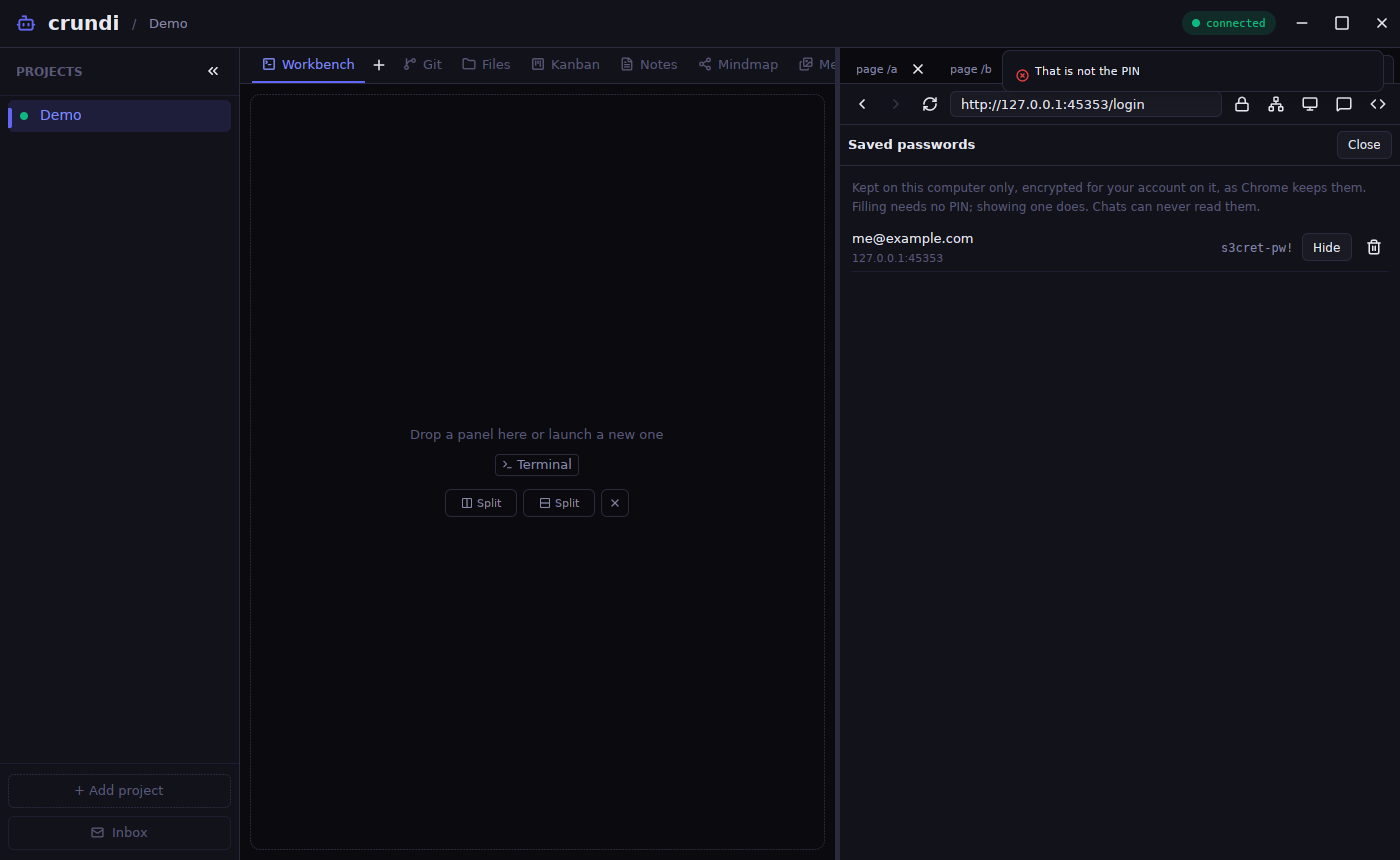 crundi / Demo
connected
PROJECTS
Demo
+ Add project
Inbox
Workbench
Git
Files
Kanban
Notes
Mindmap
Me
Drop a panel here or launch a new one
Terminal
Split
Split
page /a
page /b
That is not the PIN
http://127.0.0.1:45353/login
Saved passwords
Close
Kept on this computer only, encrypted for your account on it, as Chrome keeps them.
Filling needs no PIN; showing one does. Chats can never read them.
me@example.com
s3cret-pw!
Hide
127.0.0.1:45353